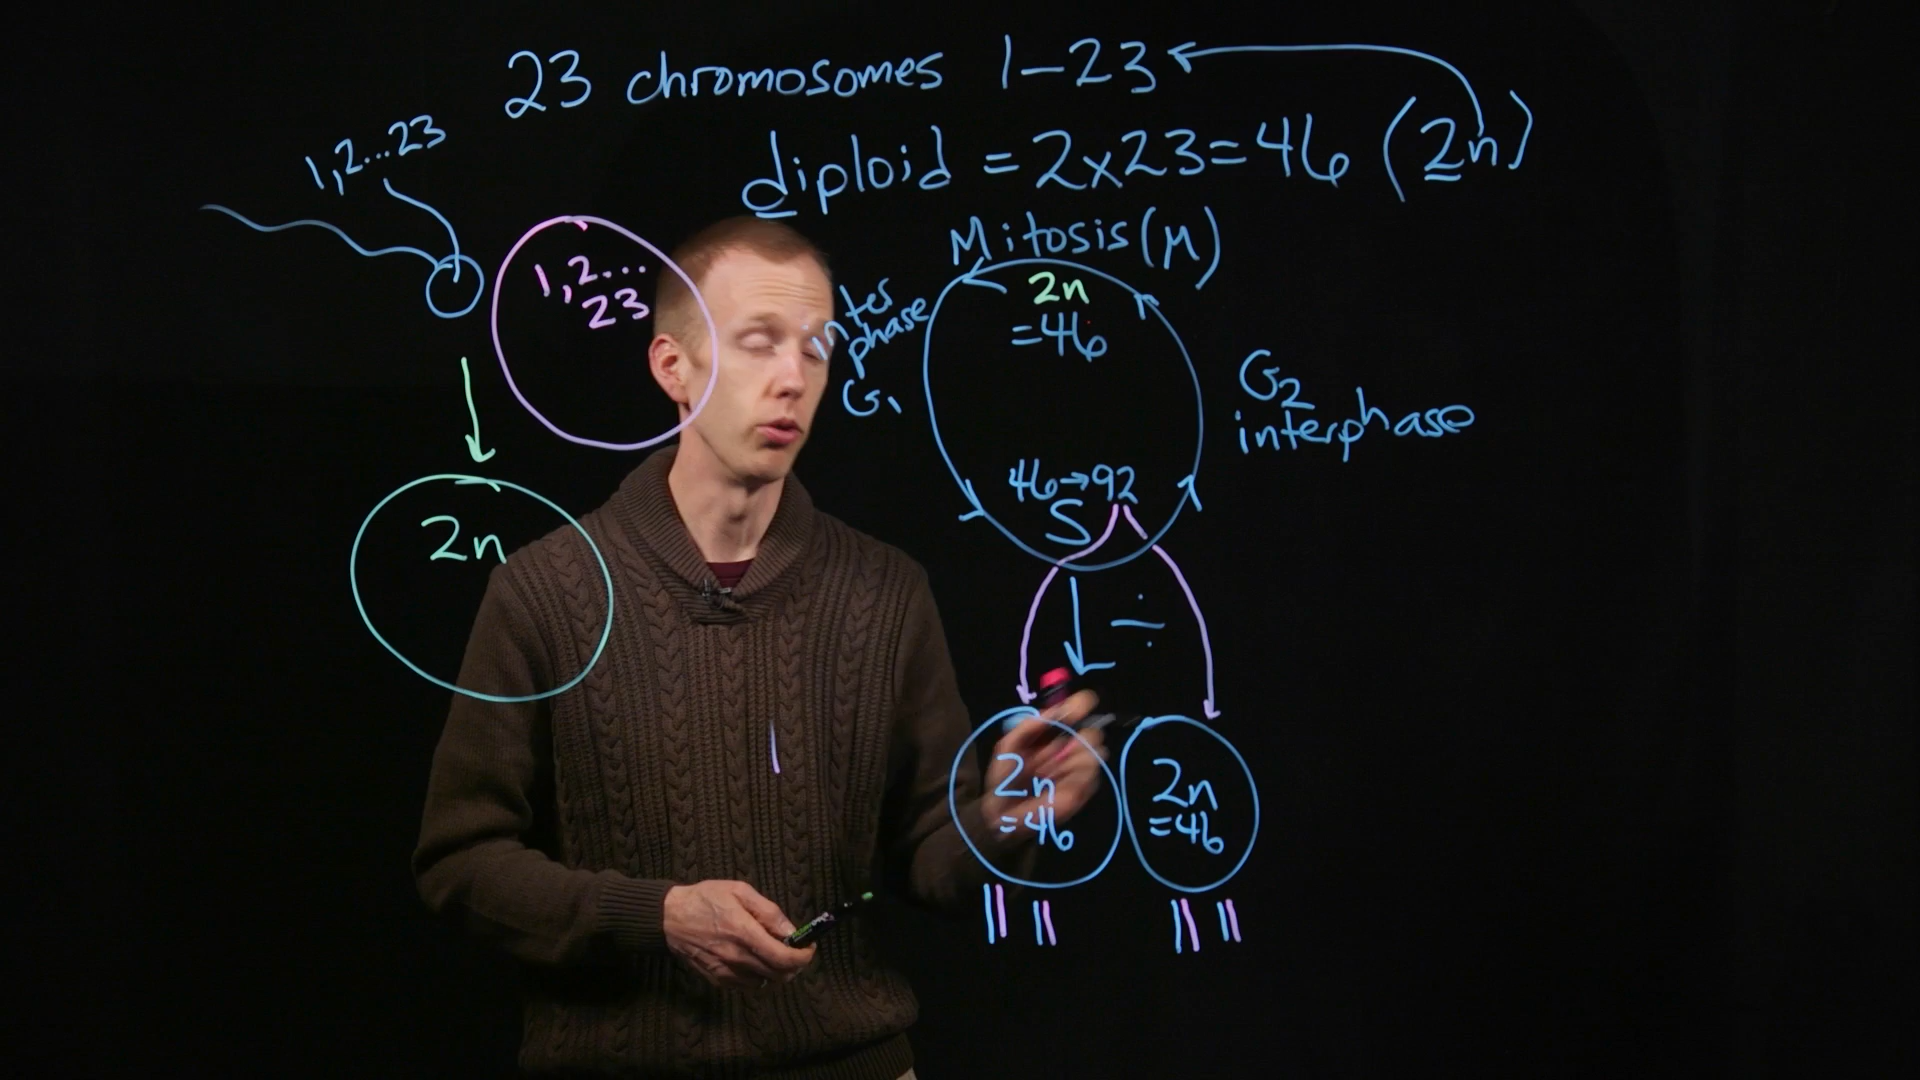 23 chromosomes 1-23
diploid = 2x23=46 (2n)
1,2...23
1,2...
23
2n
Mitosis (M)
2n
=46
inter
phase
G1
G2
interphase
46→92
S
÷
2n
=46
2n
=46